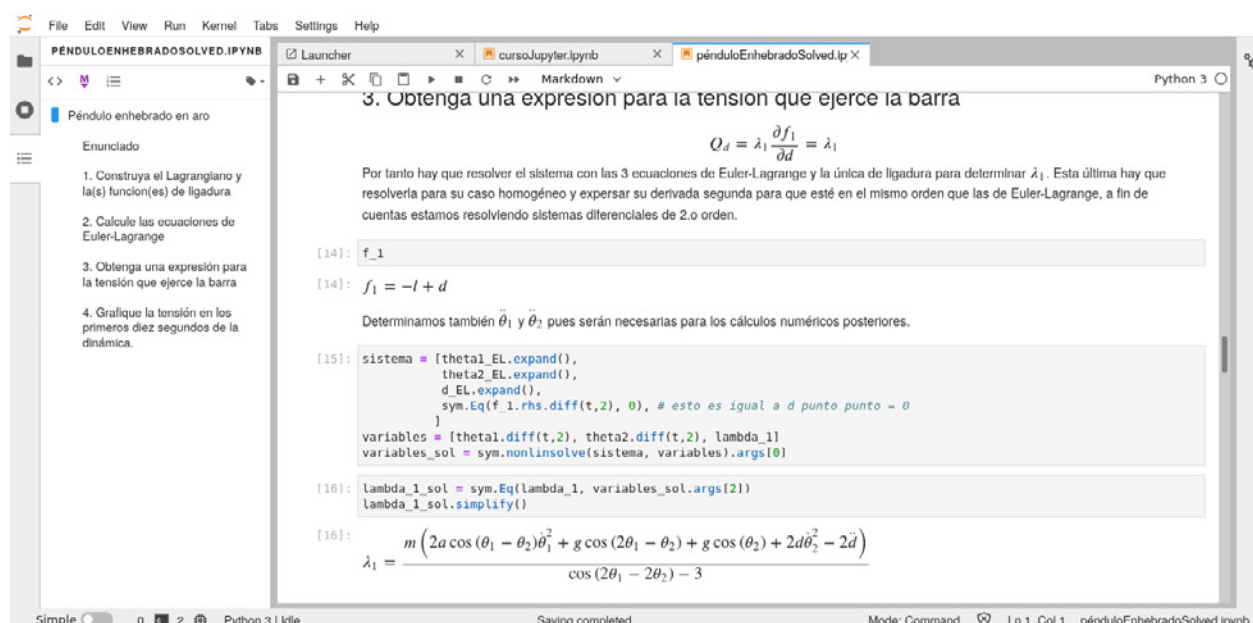 File Edit View Run Kernel Tabs Settings Help
PÉNDULOENHEBRADOSOLVED.IPYNB
Péndulo enhebrado en aro
Enunciado
1. Construya el Lagrangiano y
la(s) funcion(es) de ligadura
2. Calcule las ecuaciones de
Euler-Lagrange
3. Obtenga una expresión para
la tensión que ejerce la barra
4. Grafique la tensión en los
primeros diez segundos de la
dinámica.
Launcher
cursoJupyter.ipynb
pénduloEnhebradoSolved.ip
Markdown
Python 3
3. Obtenga una expresión para la tensión que ejerce la barra
Q_d = λ_1 ∂f_1/∂d = λ_1
Por tanto hay que resolver el sistema con las 3 ecuaciones de Euler-Lagrange y la única de ligadura para determinar λ_1. Esta última hay que
resolverla para su caso homogéneo y expersar su derivada segunda para que esté en el mismo orden que las de Euler-Lagrange, a fin de
cuentas estamos resolviendo sistemas diferenciales de 2.o orden.
[14]: f_1
[14]: f_1 = −l + d
Determinamos también θ̈_1 y θ̈_2 pues serán necesarias para los cálculos numéricos posteriores.
[15]: sistema = [theta1_EL.expand(),
theta2_EL.expand(),
d_EL.expand(),
sym.Eq(f_1.rhs.diff(t,2), 0), # esto es igual a d punto punto = 0
]
variables = [theta1.diff(t,2), theta2.diff(t,2), lambda_1]
variables_sol = sym.nonlinsolve(sistema, variables).args[0]
[16]: lambda_1_sol = sym.Eq(lambda_1, variables_sol.args[2])
lambda_1_sol.simplify()
[16]: λ_1 = m (2a cos (θ_1 − θ_2)θ̇_1^2 + g cos (2θ_1 − θ_2) + g cos (θ_2) + 2dθ̇_2^2 − 2d̈) / cos (2θ_1 − 2θ_2) − 3
Simple 0 2 Python 3 | Idle Saving completed Mode: Command Ln 1, Col 1 pénduloEnhebradoSolved.ipynb